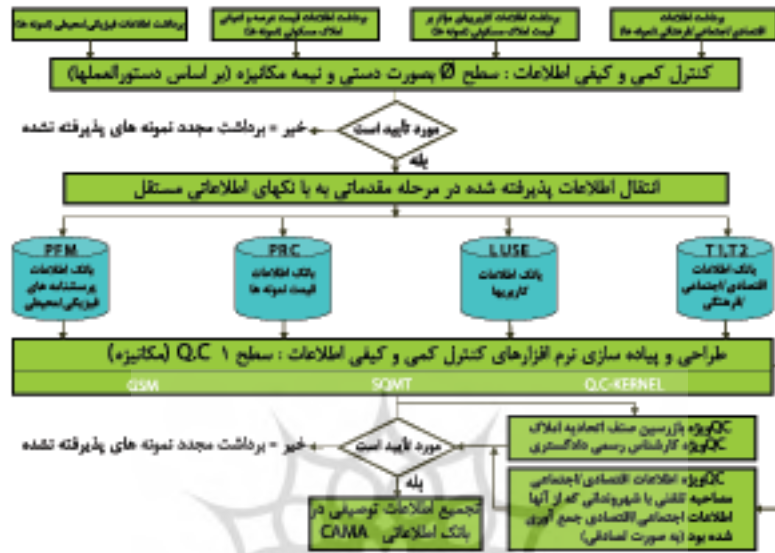 برداشت اطلاعات
اقتصادی/اجتماعی/فرهنگی (نمونه ها)
برداشت اطلاعات کاربریهای مؤثر بر
قیمت املاک مسکونی (نمونه ها)
برداشت اطلاعات قیمت عرصه و اعیانی
املاک مسکونی (نمونه ها)
برداشت اطلاعات فیزیکی/محیطی (نمونه ها)
کنترل کمی و کیفی اطلاعات : سطح Ø بصورت دستی و نیمه مکانیزه (بر اساس دستورالعملها)
مورد تأیید است
خیر = برداشت مجدد نمونه های پذیرفته نشده
بله
انتقال اطلاعات پذیرفته شده در مرحله مقدماتی به با نکهای اطلاعاتی مستقل
T1.T2
بانک اطلاعات
اقتصادی/اجتماعی
/فرهنگی
LUSE
بانک اطلاعات
کاربریها
PRC
بانک اطلاعات
قیمت نمونه ها
PFM
بانک اطلاعات
پرسشنامه های
فیزیکی/محیطی
طراحی و پیاده سازی نرم افزارهای کنترل کمی و کیفی اطلاعات : سطح ۱ Q.C (مکانیزه)
Q.C-KERNEL
SQMT
GSM
QCویژه بازرسین صنف اتحادیه املاک
QCویژه کارشناس رسمی دادگستری
مورد تأیید است
خیر = برداشت مجدد نمونه های پذیرفته نشده
بله
QCویژه اطلاعات اقتصادی/اجتماعی
مصاحبه تلفنی با شهروندانی که از آنها
اطلاعات اجتماعی/اقتصادی جمع آوری
شده بود (به صورت تصادفی)
تجمیع اطلاعات توصیفی در
بانک اطلاعاتی CAMA